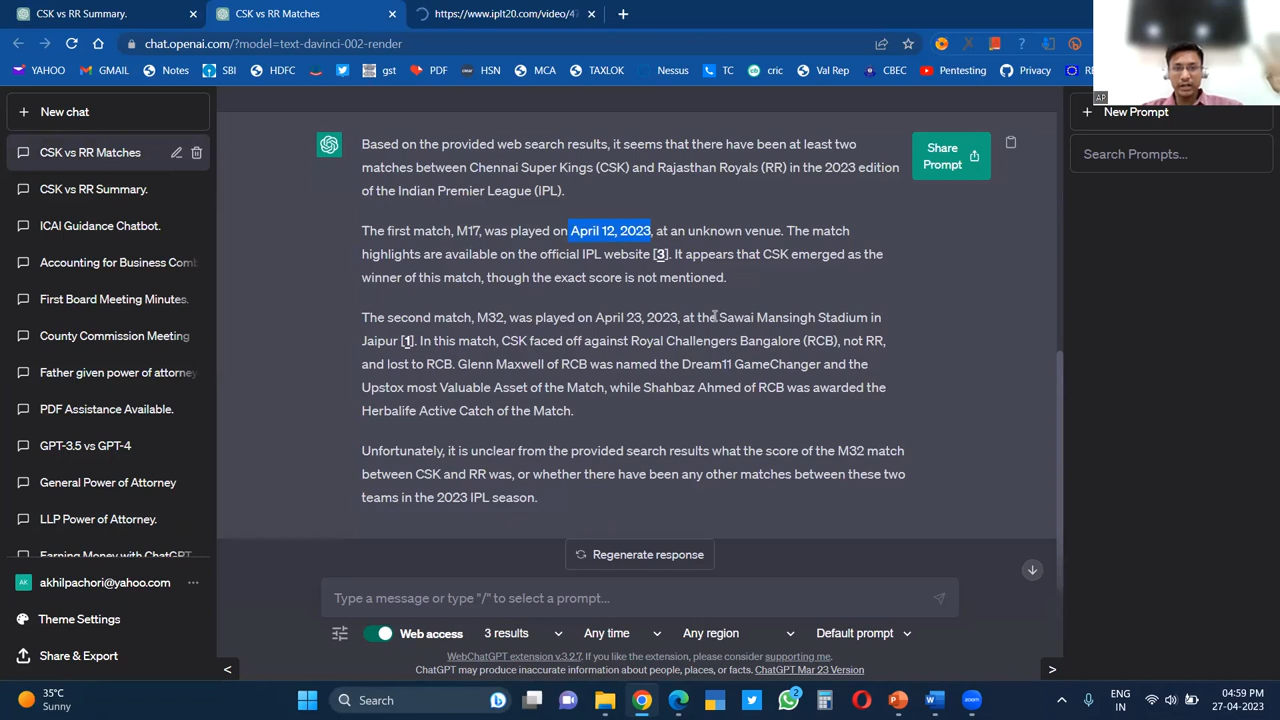 CSK vs RR Summary.
CSK vs RR Matches
https://www.iplt20.com/video/47
chat.openai.com/?model=text-davinci-002-render
YAHOO
GMAIL
Notes
SBI
HDFC
gst
PDF
HSN
MCA
TAXLOK
Nessus
TC
cric
Val Rep
CBEC
Pentesting
Privacy
AP
New chat
CSK vs RR Matches
CSK vs RR Summary.
ICAI Guidance Chatbot.
Accounting for Business Com
First Board Meeting Minutes.
County Commission Meeting
Father given power of attorney
PDF Assistance Available.
GPT-3.5 vs GPT-4
General Power of Attorney
LLP Power of Attorney.
Earning Money with ChatGPT
akhilpachori@yahoo.com
Theme Settings
Share & Export
Based on the provided web search results, it seems that there have been at least two
matches between Chennai Super Kings (CSK) and Rajasthan Royals (RR) in the 2023 edition
of the Indian Premier League (IPL).
The first match, M17, was played on April 12, 2023, at an unknown venue. The match
highlights are available on the official IPL website [3]. It appears that CSK emerged as the
winner of this match, though the exact score is not mentioned.
The second match, M32, was played on April 23, 2023, at the Sawai Mansingh Stadium in
Jaipur [1]. In this match, CSK faced off against Royal Challengers Bangalore (RCB), not RR,
and lost to RCB. Glenn Maxwell of RCB was named the Dream11 GameChanger and the
Upstox most Valuable Asset of the Match, while Shahbaz Ahmed of RCB was awarded the
Herbalife Active Catch of the Match.
Unfortunately, it is unclear from the provided search results what the score of the M32 match
between CSK and RR was, or whether there have been any other matches between these two
teams in the 2023 IPL season.
Share
Prompt
New Prompt
Search Prompts...
Regenerate response
Type a message or type "/" to select a prompt...
Web access
3 results
Any time
Any region
Default prompt
WebChatGPT extension v.3.2.7. If you like the extension, please consider supporting me.
ChatGPT may produce inaccurate information about people, places, or facts. ChatGPT Mar 23 Version
<
>
35°C
Sunny
Search
2
zoom
ENG
IN
04:59 PM
27-04-2023